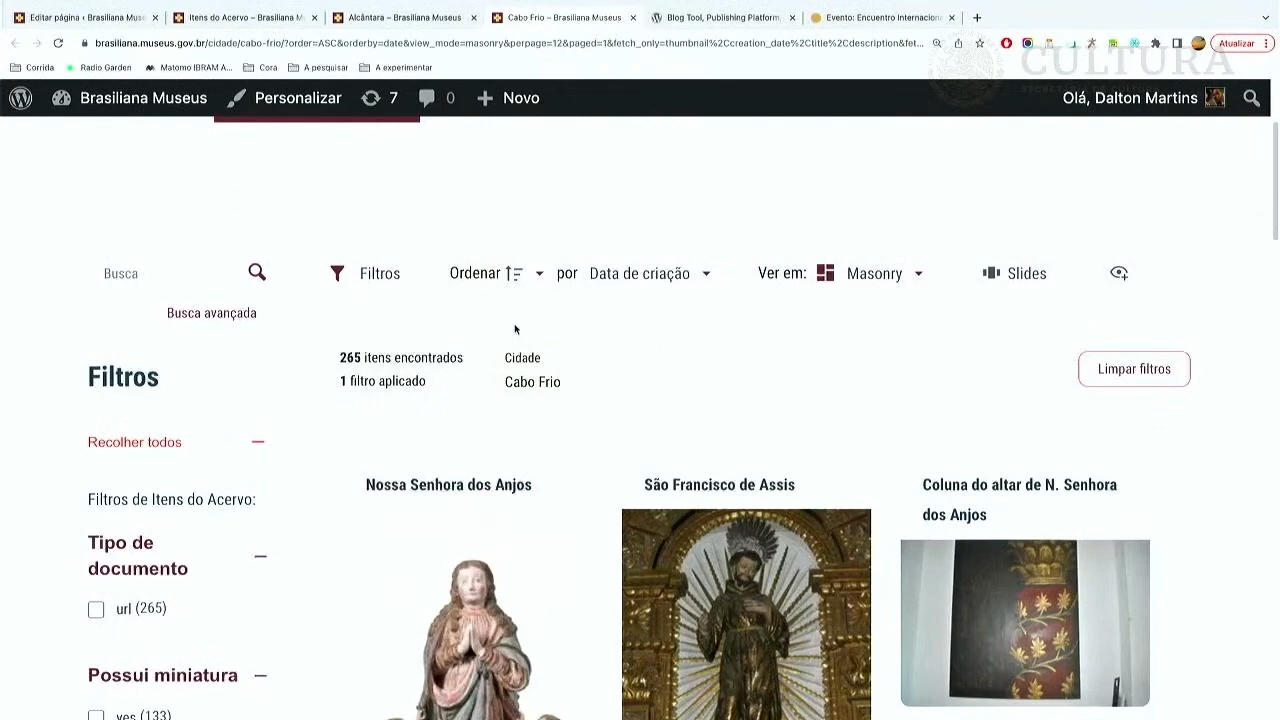 Editar página ‹ Brasiliana Muse
Itens do Acervo – Brasiliana M
Alcântara – Brasiliana Museus
Cabo Frio – Brasiliana Museus
Blog Tool, Publishing Platform,
Evento: Encuentro Internacion
brasiliana.museus.gov.br/cidade/cabo-frio/?order=ASC&orderby=date&view_mode=masonry&perpage=12&paged=1&fetch_only=thumbnail%2Ccreation_date%2Ctitle%2Cdescription&fet...
Atualizar
Corrida
Radio Garden
Matomo IBRAM A...
Cora
A pesquisar
A experimentar
CULTURA
SECRETARÍA DE CULTURA
Brasiliana Museus
Personalizar
7
0
Novo
Olá, Dalton Martins
Busca
Filtros
Ordenar
por
Data de criação
Ver em:
Masonry
Slides
Busca avançada
265 itens encontrados
1 filtro aplicado
Cidade
Cabo Frio
Limpar filtros
Filtros
Recolher todos
Filtros de Itens do Acervo:
Tipo de
documento
url (265)
Possui miniatura
yes (133)
Nossa Senhora dos Anjos
São Francisco de Assis
Coluna do altar de N. Senhora
dos Anjos